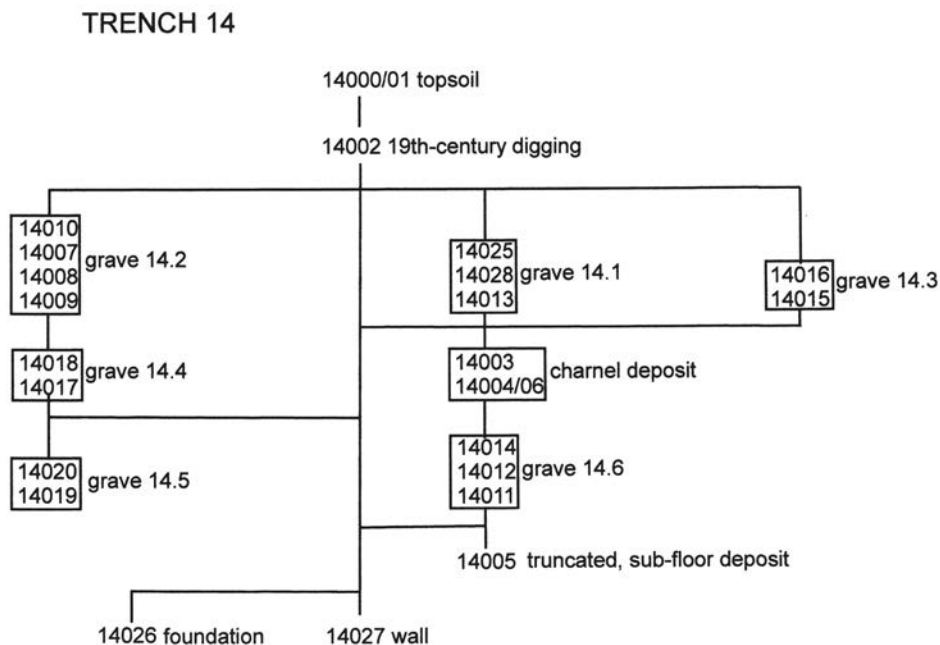 TRENCH 14
14000/01 topsoil
14002 19th-century digging
14010
14007
14008
14009
grave 14.2
14025
14028
14013
grave 14.1
14016
14015
grave 14.3
14018
14017
grave 14.4
14003
14004/06
charnel deposit
14020
14019
grave 14.5
14014
14012
14011
grave 14.6
14005 truncated, sub-floor deposit
14026 foundation
14027 wall